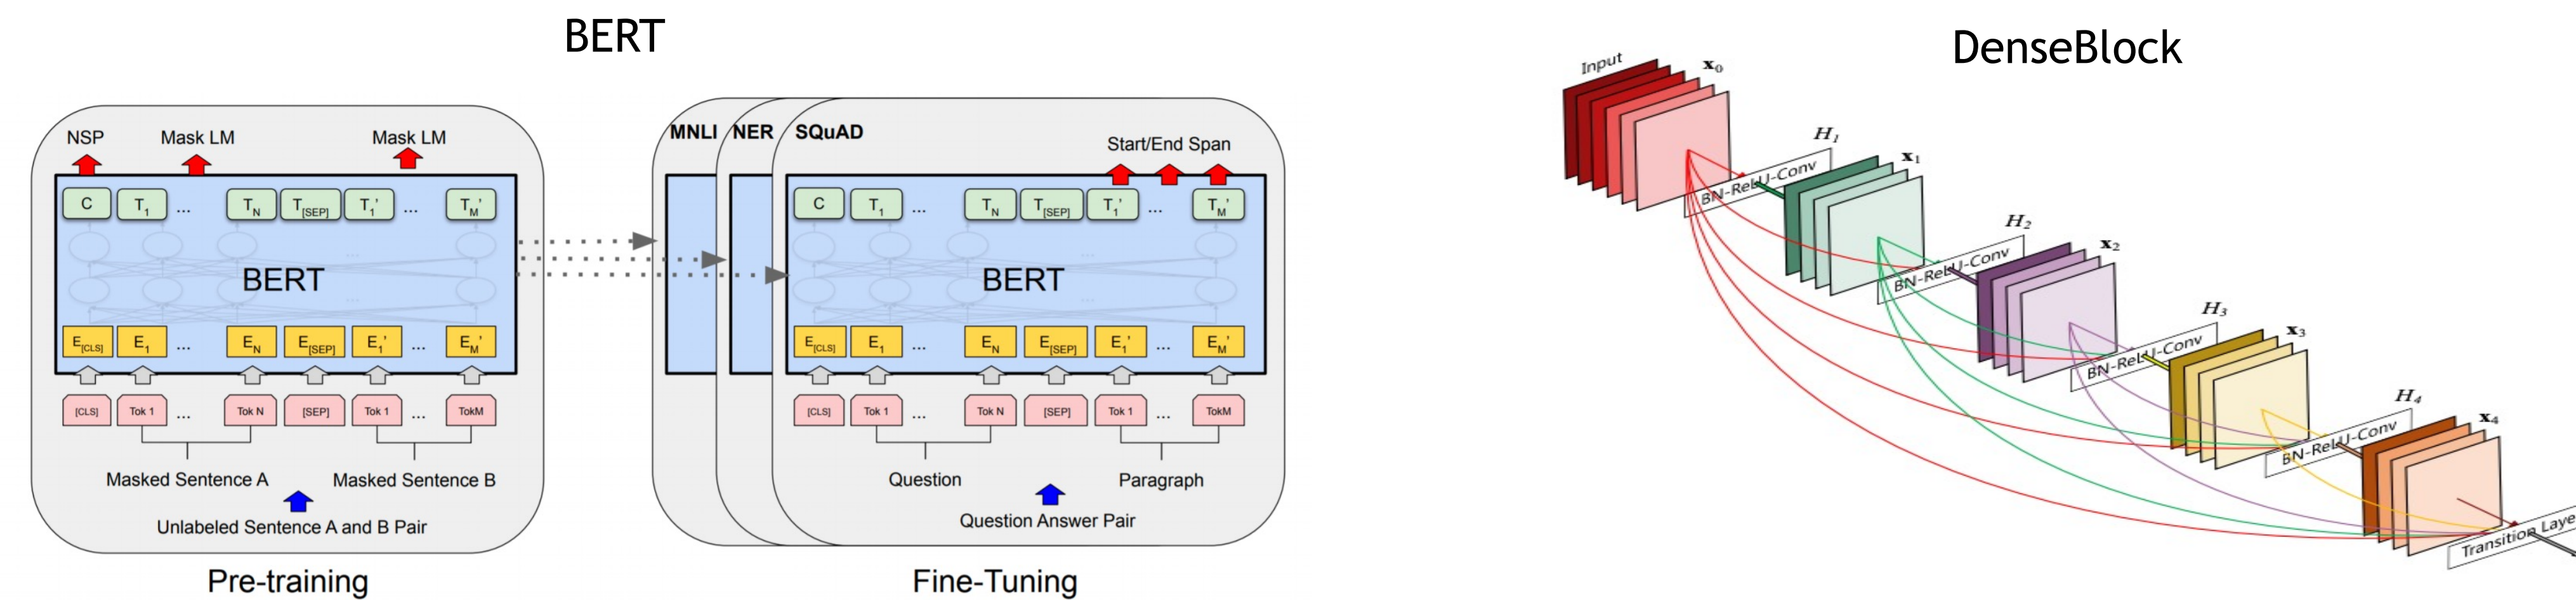 BERT
NSP
Mask LM
Mask LM
C
T1
...
TN
T[SEP]
T1'
...
TM'
BERT
E[CLS]
E1
...
EN
E[SEP]
E1'
...
EM'
[CLS]
Tok 1
...
Tok N
[SEP]
Tok 1
...
TokM
Masked Sentence A
Masked Sentence B
Unlabeled Sentence A and B Pair
Pre-training
MNLI
NER
SQuAD
Start/End Span
C
T1
...
TN
T[SEP]
T1'
...
TM'
BERT
E[CLS]
E1
...
EN
E[SEP]
E1'
...
EM'
[CLS]
Tok 1
...
Tok N
[SEP]
Tok 1
...
TokM
Question
Paragraph
Question Answer Pair
Fine-Tuning
DenseBlock
Input
x0
H1
BN-ReLU-Conv
x1
H2
BN-ReLU-Conv
x2
H3
BN-ReLU-Conv
x3
H4
BN-ReLU-Conv
x4
Transition Laye